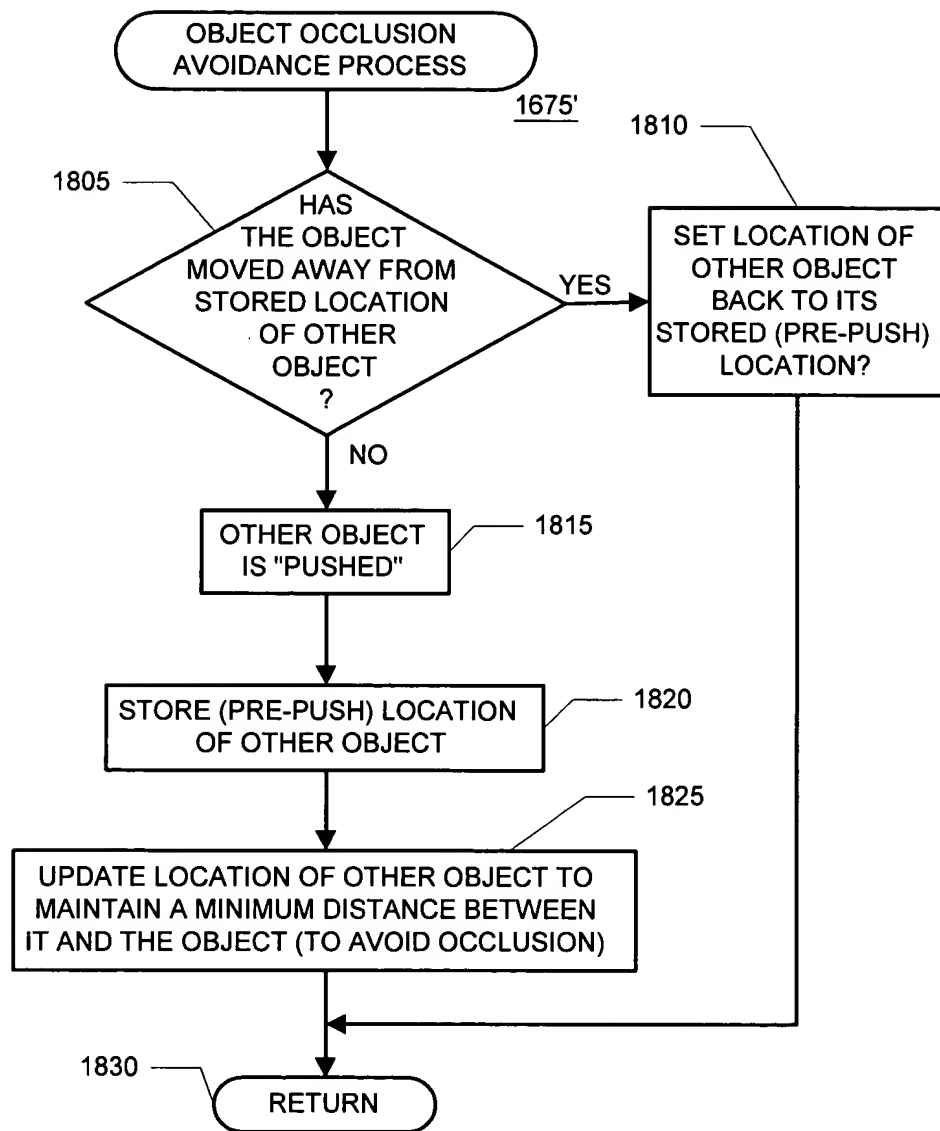 OBJECT OCCLUSION
AVOIDANCE PROCESS
1675'
1805
HAS
THE OBJECT
MOVED AWAY FROM
STORED LOCATION
OF OTHER
OBJECT
?
YES
1810
SET LOCATION OF
OTHER OBJECT
BACK TO ITS
STORED (PRE-PUSH)
LOCATION?
NO
OTHER OBJECT
IS "PUSHED"
1815
STORE (PRE-PUSH) LOCATION
OF OTHER OBJECT
1820
1825
UPDATE LOCATION OF OTHER OBJECT TO
MAINTAIN A MINIMUM DISTANCE BETWEEN
IT AND THE OBJECT (TO AVOID OCCLUSION)
1830
RETURN